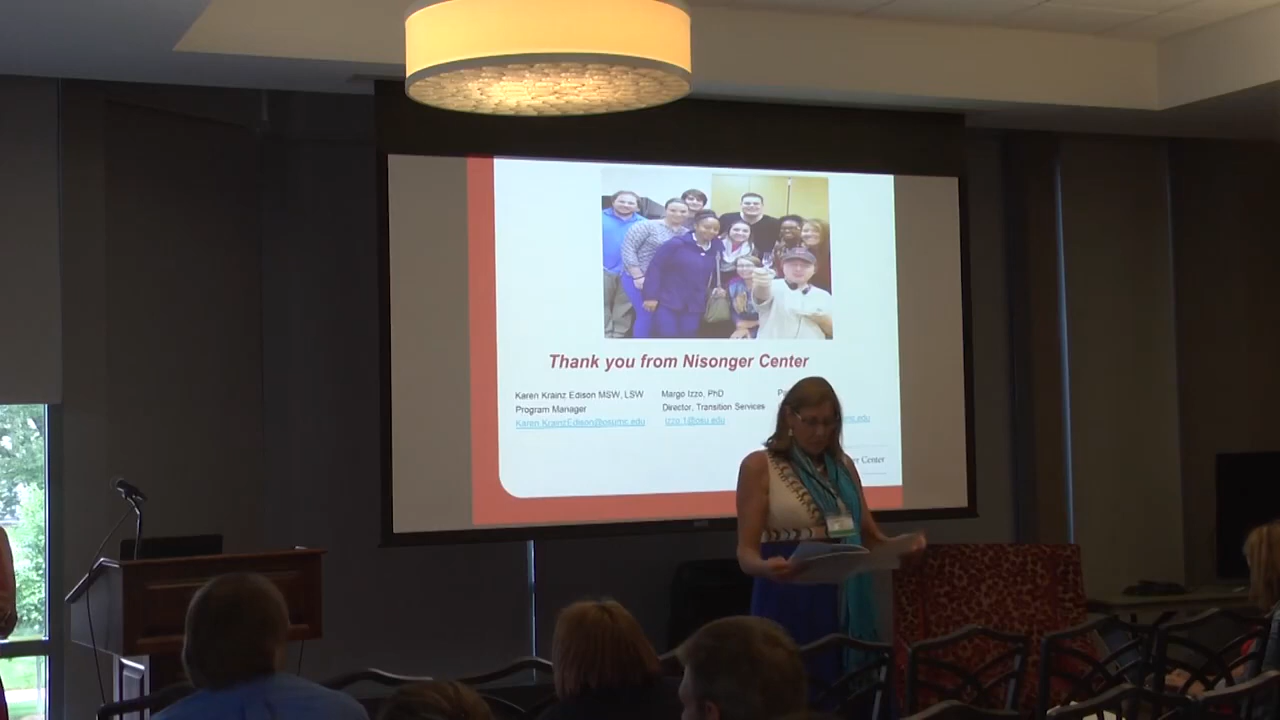 Thank you from Nisonger Center
Karen Krainz Edison MSW, LSW
Program Manager
Karen.KrainzEdison@osumc.edu
Margo Izzo, PhD
Director, Transition Services
izzo.1@osu.edu
Center